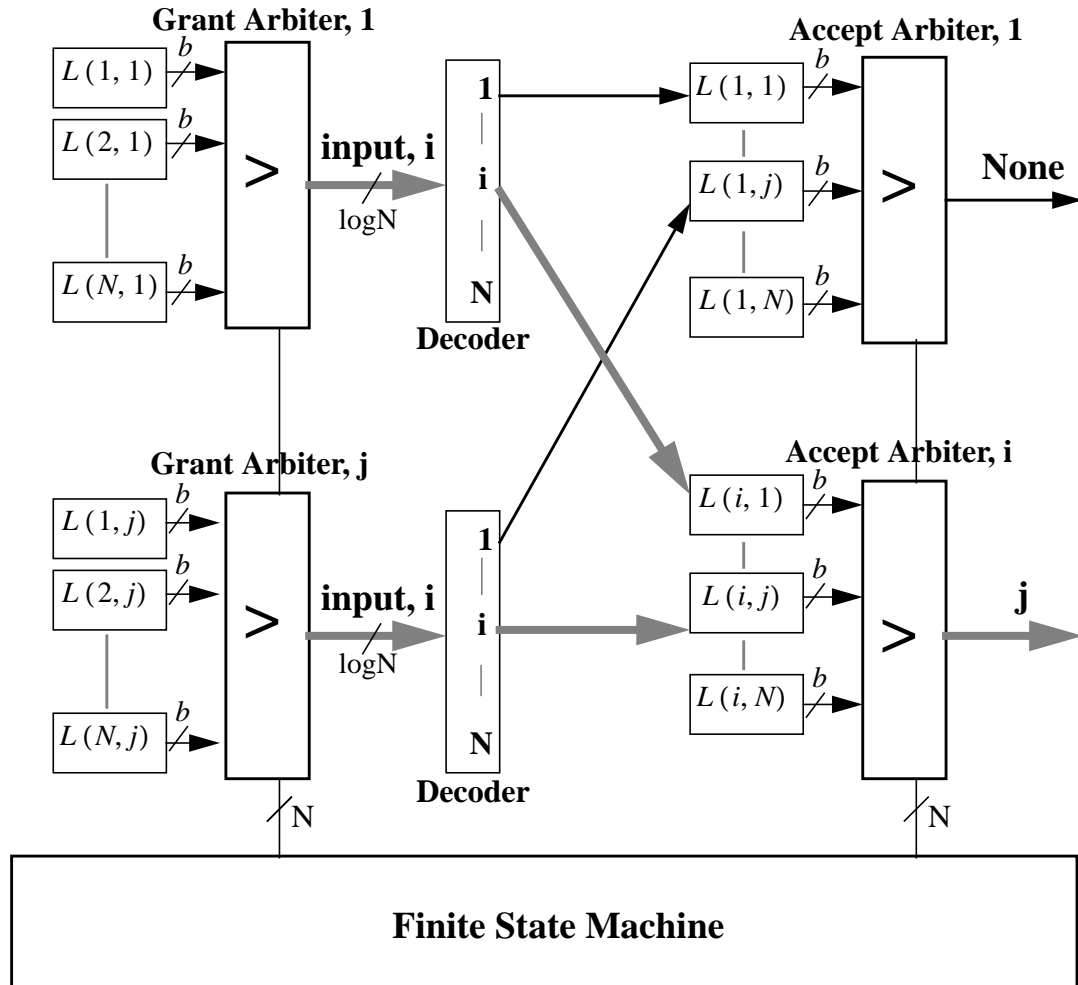 Grant Arbiter, 1
L (1, 1)
b
L (2, 1)
b
L (N, 1)
b
>
input, i
logN
1
i
N
Decoder
Accept Arbiter, 1
L (1, 1)
b
L (1, j)
b
L (1, N)
b
>
None
Grant Arbiter, j
L (1, j)
b
L (2, j)
b
L (N, j)
b
>
input, i
logN
1
i
N
Decoder
Accept Arbiter, i
L (i, 1)
b
L (i, j)
b
L (i, N)
b
>
j
N
N
Finite State Machine